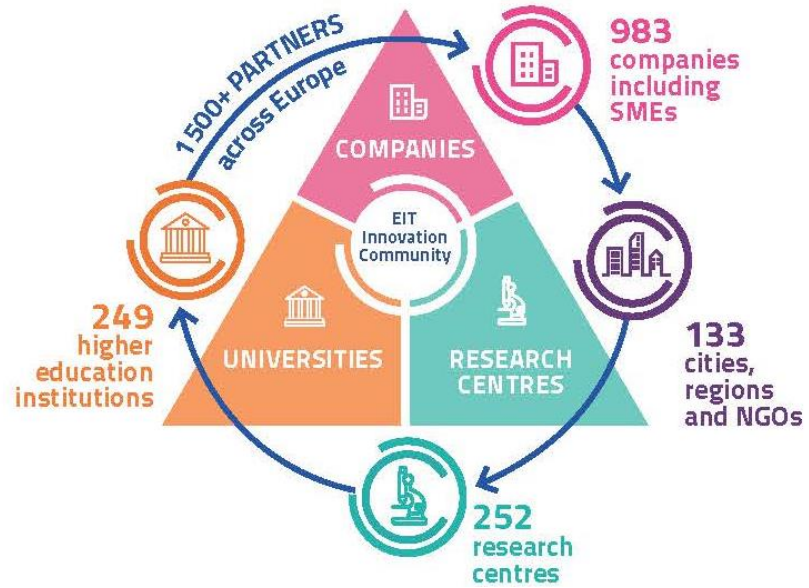 1500+ PARTNERS
across Europe
983
companies
including
SMEs
COMPANIES
EIT
Innovation
Community
UNIVERSITIES
RESEARCH
CENTRES
249
higher
education
institutions
133
cities,
regions
and NGOs
252
research
centres